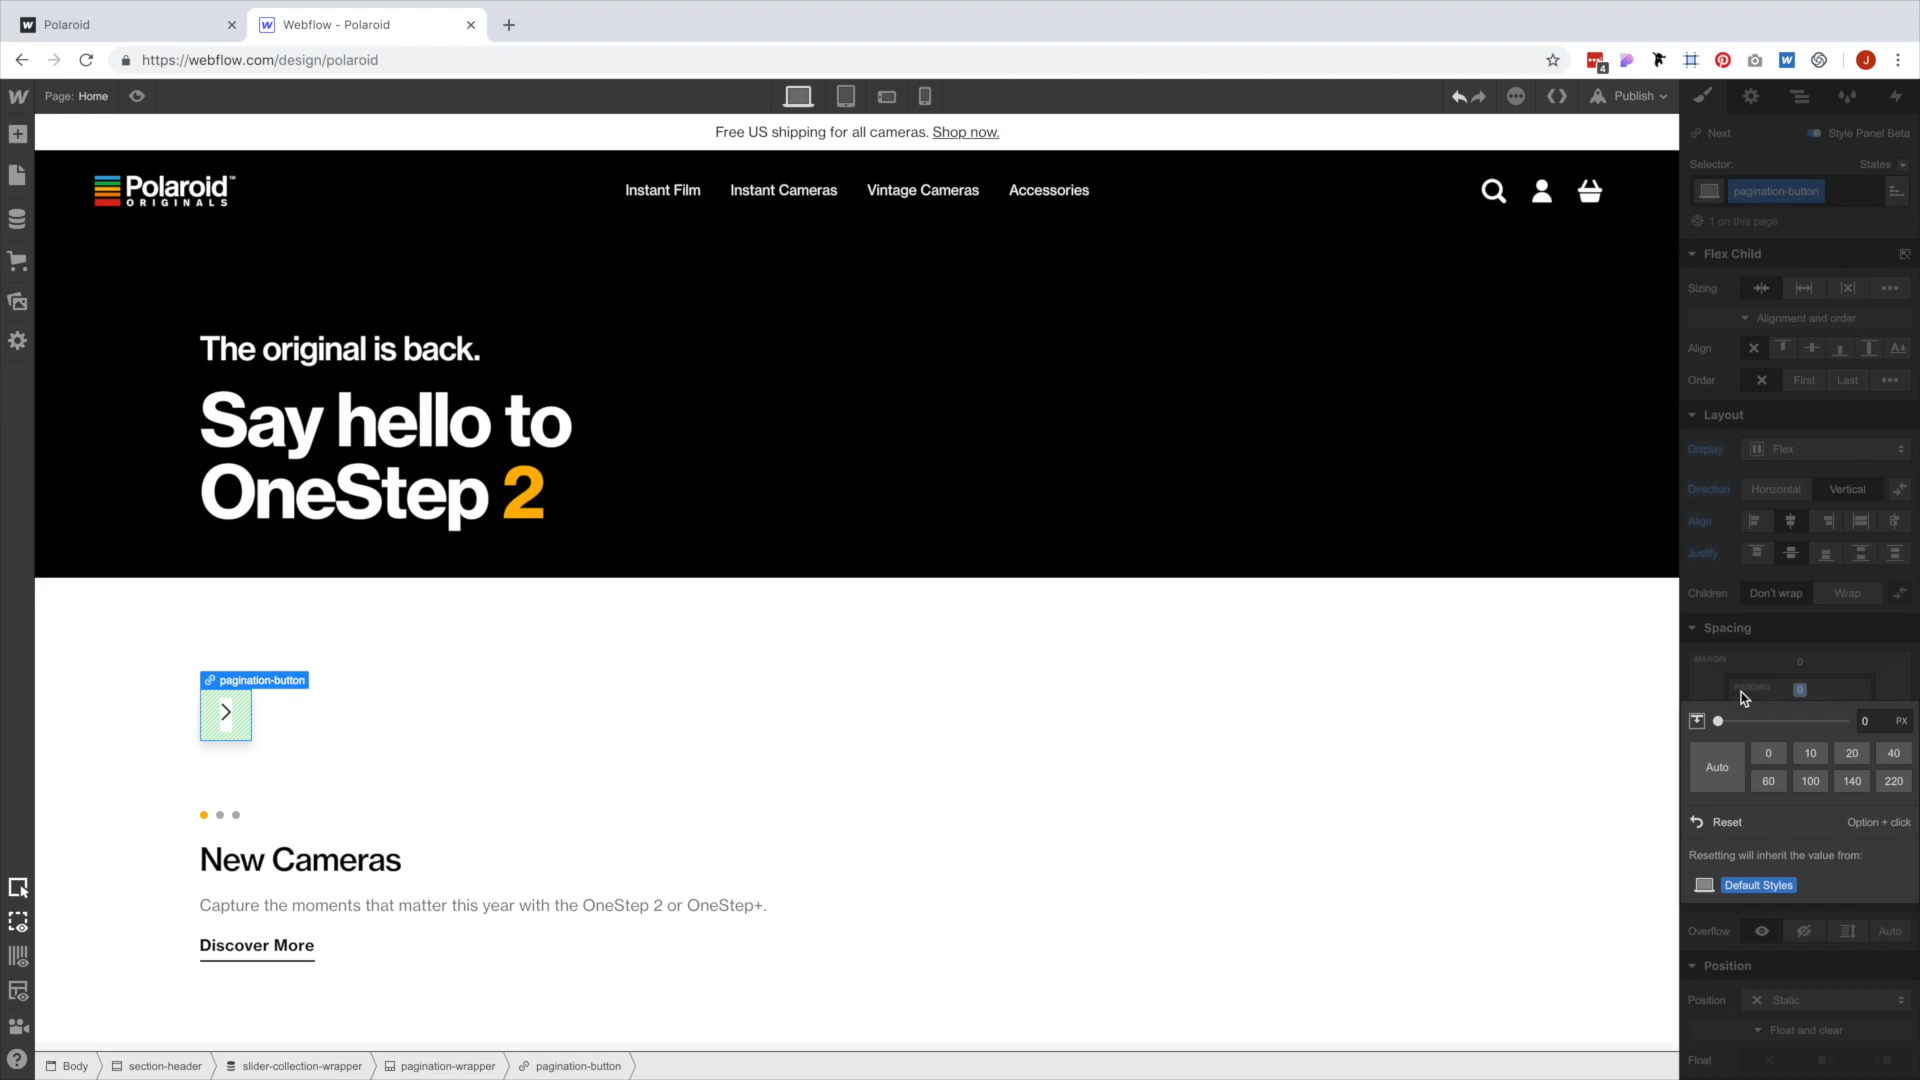 Polaroid
Webflow - Polaroid
https://webflow.com/design/polaroid
4
J
Page: Home
Publish
Free US shipping for all cameras. Shop now.
Polaroid™
ORIGINALS
Instant Film
Instant Cameras
Vintage Cameras
Accessories
The original is back.
Say hello to
OneStep 2
pagination-button
New Cameras
Capture the moments that matter this year with the OneStep 2 or OneStep+.
Discover More
Body
section-header
slider-collection-wrapper
pagination-wrapper
pagination-button
Next
Style Panel Beta
Selector:
States
pagination-button
1 on this page
Flex Child
Sizing
Alignment and order
Align
Order
First
Last
Layout
Display
Flex
Direction
Horizontal
Vertical
Align
Justify
Children
Don't wrap
Wrap
Spacing
MARGIN
0
PADDING
0
0 PX
Auto
0 10 20 40
60 100 140 220
Reset
Option + click
Resetting will inherit the value from:
Default Styles
Overflow
Auto
Position
Position
Static
Float and clear
Float